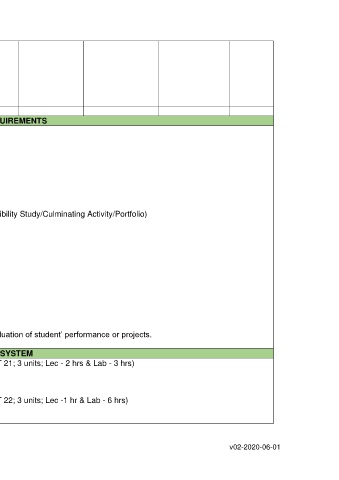 UIREMENTS
ibility Study/Culminating Activity/Portfolio)
luation of student' performance or projects.
SYSTEM
T 21; 3 units; Lec - 2 hrs & Lab - 3 hrs)
T 22; 3 units; Lec -1 hr & Lab - 6 hrs)
v02-2020-06-01